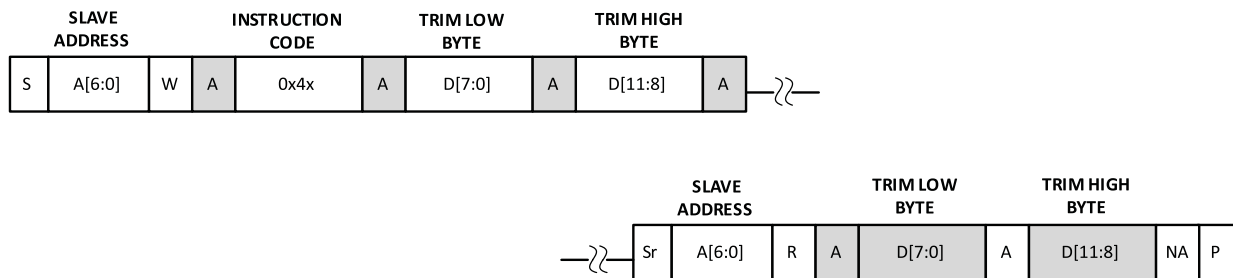 SLAVE ADDRESS INSTRUCTION CODE TRIM LOW BYTE TRIM HIGH BYTE
S A[6:0] W A 0x4x A D[7:0] A D[11:8] A
SLAVE ADDRESS TRIM LOW BYTE TRIM HIGH BYTE
Sr A[6:0] R A D[7:0] A D[11:8] NA P